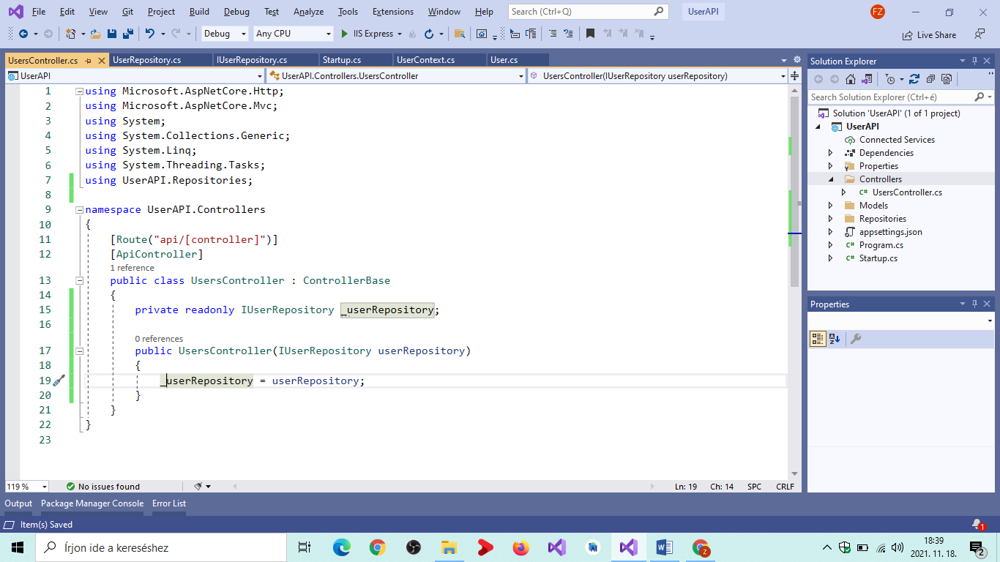 File Edit View Git Project Build Debug Test Analyze Tools Extensions Window Help Search (Ctrl+Q) UserAPI FZ
Debug Any CPU IIS Express Live Share
UsersController.cs UserRepository.cs IUserRepository.cs Startup.cs UserContext.cs User.cs
UserAPI UserAPI.Controllers.UsersController UsersController(IUserRepository userRepository)
1 using Microsoft.AspNetCore.Http;
2 using Microsoft.AspNetCore.Mvc;
3 using System;
4 using System.Collections.Generic;
5 using System.Linq;
6 using System.Threading.Tasks;
7 using UserAPI.Repositories;
8
9 namespace UserAPI.Controllers
10 {
11 [Route("api/[controller]")]
12 [ApiController]
1 reference
13 public class UsersController : ControllerBase
14 {
15 private readonly IUserRepository _userRepository;
16
0 references
17 public UsersController(IUserRepository userRepository)
18 {
19 _userRepository = userRepository;
20 }
21 }
22 }
23
119 % No issues found Ln: 19 Ch: 14 SPC CRLF
Solution Explorer
Search Solution Explorer (Ctrl+é)
Solution 'UserAPI' (1 of 1 project)
UserAPI
Connected Services
Dependencies
Properties
Controllers
C# UsersController.cs
Models
Repositories
appsettings.json
C# Program.cs
C# Startup.cs
Properties
Output Package Manager Console Error List
Item(s) Saved 1
Írjon ide a kereséshez
W
Z
18:39
2021. 11. 18.
2